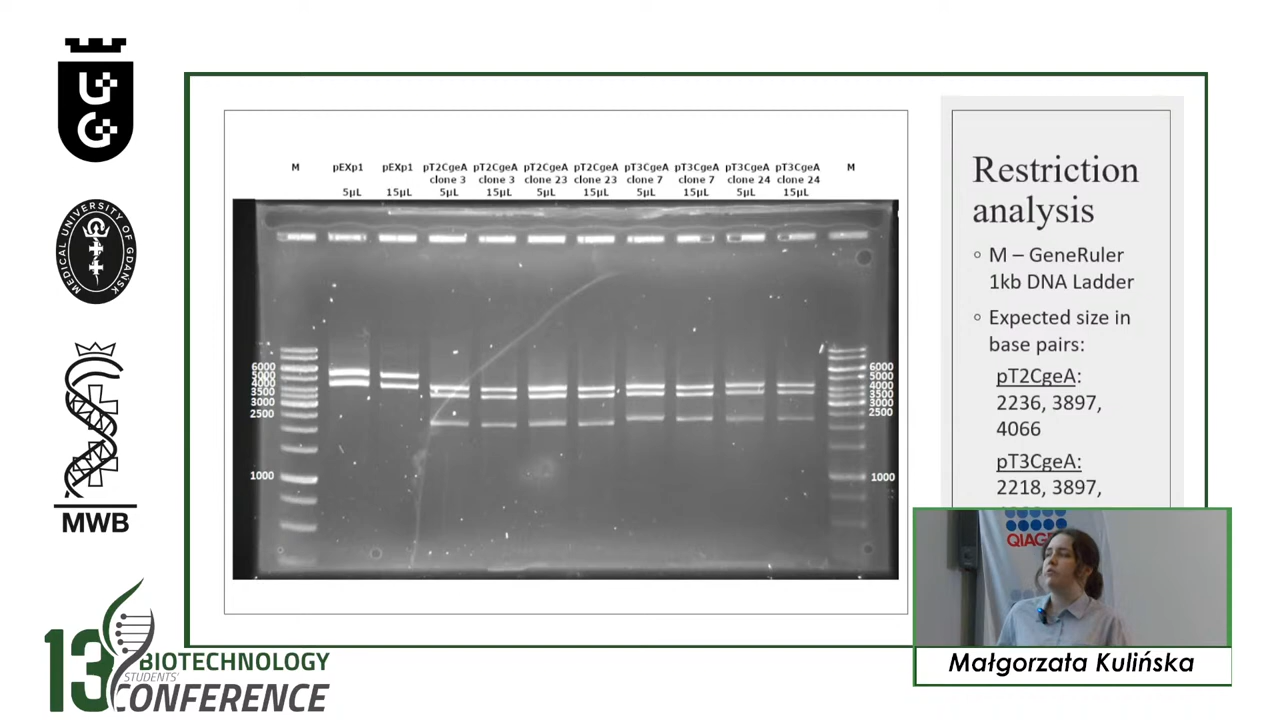 UG
MEDICAL UNIVERSITY OF GDANSK
MWB
13 BIOTECHNOLOGY
STUDENTS'
CONFERENCE
M pEXp1 pEXp1 pT2CgeA pT2CgeA pT2CgeA pT2CgeA pT3CgeA pT3CgeA pT3CgeA pT3CgeA M
clone 3 clone 3 clone 23 clone 23 clone 7 clone 7 clone 24 clone 24
5µL 15µL 5µL 15µL 5µL 15µL 5µL 15µL 5µL 15µL
6000 6000
5000 5000
4000 4000
3500 3500
3000 3000
2500 2500
1000 1000
Restriction
analysis
M – GeneRuler
1kb DNA Ladder
Expected size in
base pairs:
pT2CgeA:
2236, 3897,
4066
pT3CgeA:
2218, 3897,
Małgorzata Kulińska